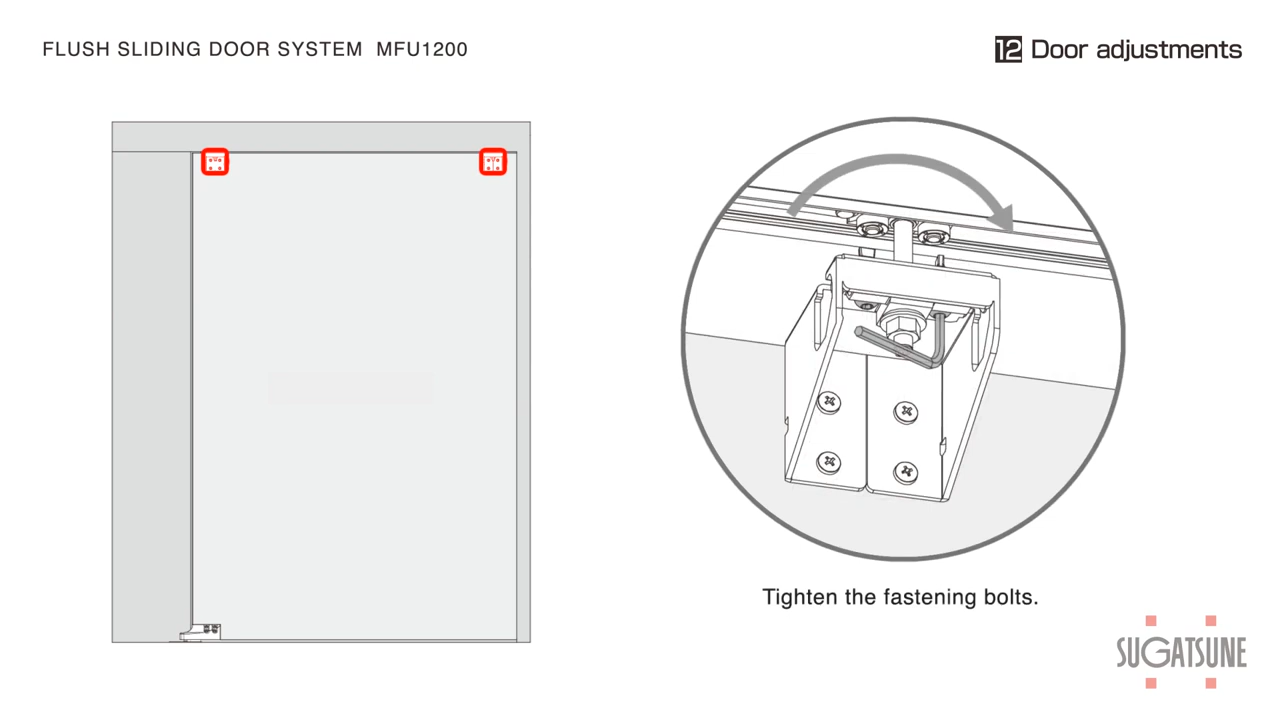 FLUSH SLIDING DOOR SYSTEM MFU1200
12 Door adjustments
Tighten the fastening bolts.
SUGATSUNE